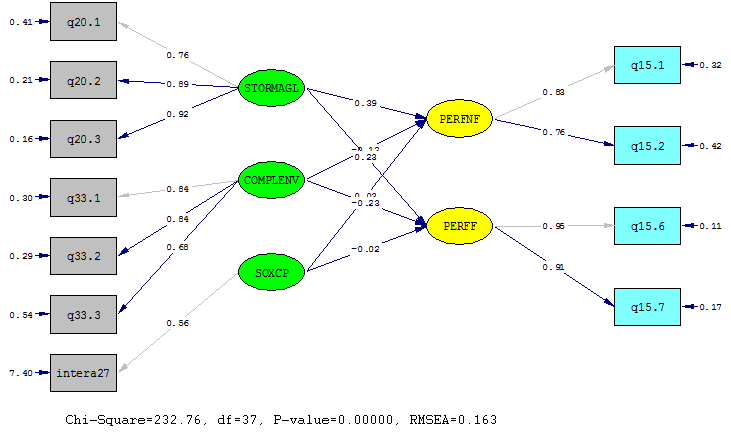 0.41 q20.1
0.76
q15.1 0.32
0.21 q20.2 0.89 STORMAGL
0.83
0.92 0.39
PERFNF
0.16 q20.3
0.76 q15.2 0.42
0.23
0.30 q33.1 0.84 COMPLENV
-0.23
0.84
PERFF 0.95 q15.6 0.11
0.29 q33.2 0.68
-0.02
SOXCP 0.91
0.54 q33.3
q15.7 0.17
0.56
7.40 intera27
Chi-Square=232.76, df=37, P-value=0.00000, RMSEA=0.163